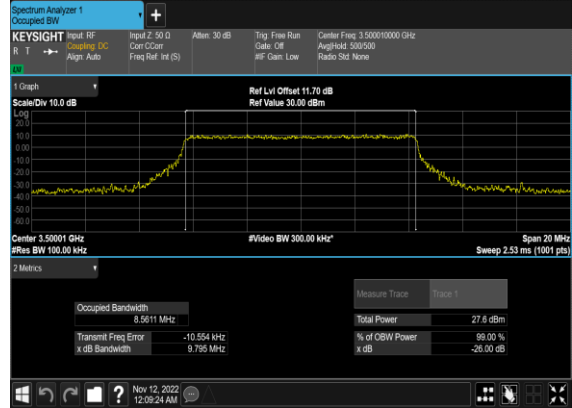 Spectrum Analyzer 1
Occupied BW
KEYSIGHT
R T
Input: RF
Coupling: DC
Align: Auto
Input Z: 50 Ω
Corr CCorr
Freq Ref: Int (S)
Atten: 30 dB
Trig: Free Run
Gate: Off
#IF Gain: Low
Center Freq: 3.500010000 GHz
Avg|Hold: 500/500
Radio Std: None
1 Graph
Scale/Div 10.0 dB
Ref Lvl Offset 11.70 dB
Ref Value 30.00 dBm
Log
20.0
10.0
0.00
-10.0
-20.0
-30.0
-40.0
-50.0
-60.0
Center 3.50001 GHz
#Res BW 100.00 kHz
#Video BW 300.00 kHz*
Span 20 MHz
Sweep 2.53 ms (1001 pts)
2 Metrics
Measure Trace Trace 1
Occupied Bandwidth
8.5611 MHz
Total Power 27.6 dBm
Transmit Freq Error -10.554 kHz
% of OBW Power 99.00 %
x dB Bandwidth 9.795 MHz
x dB -26.00 dB
?
Nov 12, 2022
12:09:24 AM